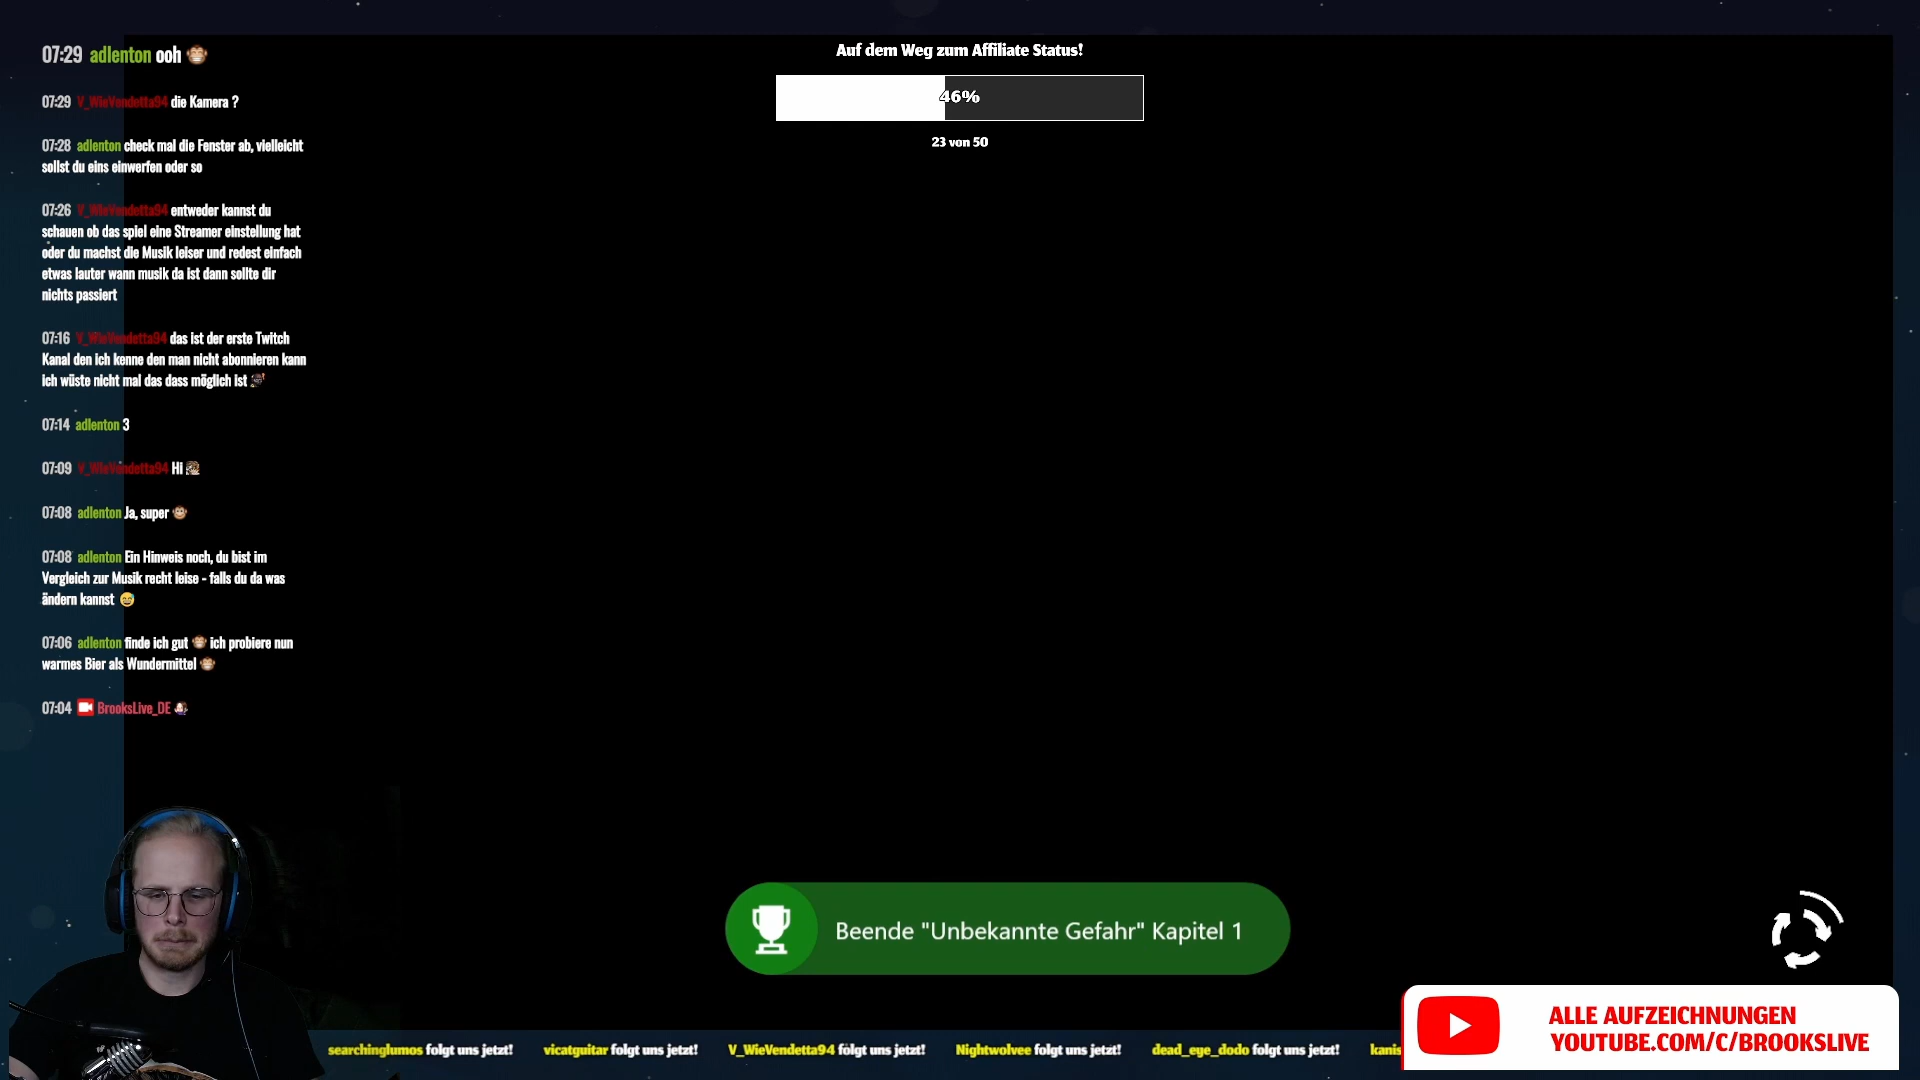 07:29 adlenton ooh
07:29 V_WieVendetta94 die Kamera ?
07:28 adlenton check mal die Fenster ab, vielleicht
sollst du eins einwerfen oder so
07:26 V_WieVendetta94 entweder kannst du
schauen ob das spiel eine Streamer einstellung hat
oder du machst die Musik leiser und redest einfach
etwas lauter wann musik da ist dann sollte dir
nichts passiert
07:16 V_WieVendetta94 das ist der erste Twitch
Kanal den ich kenne den man nicht abonnieren kann
ich wüste nicht mal das dass möglich ist
07:14 adlenton 3
07:09 V_WieVendetta94 Hi
07:08 adlenton Ja, super
07:08 adlenton Ein Hinweis noch, du bist im
Vergleich zur Musik recht leise - falls du da was
ändern kannst
07:06 adlenton finde ich gut ich probiere nun
warmes Bier als Wundermittel
07:04 BrooksLive_DE
Auf dem Weg zum Affiliate Status!
46%
23 von 50
Beende "Unbekannte Gefahr" Kapitel 1
searchinglumos folgt uns jetzt! vicatguitar folgt uns jetzt! V_WieVendetta94 folgt uns jetzt! Nightwolvee folgt uns jetzt! dead_eye_dodo folgt uns jetzt! kanis
ALLE AUFZEICHNUNGEN
YOUTUBE.COM/C/BROOKSLIVE